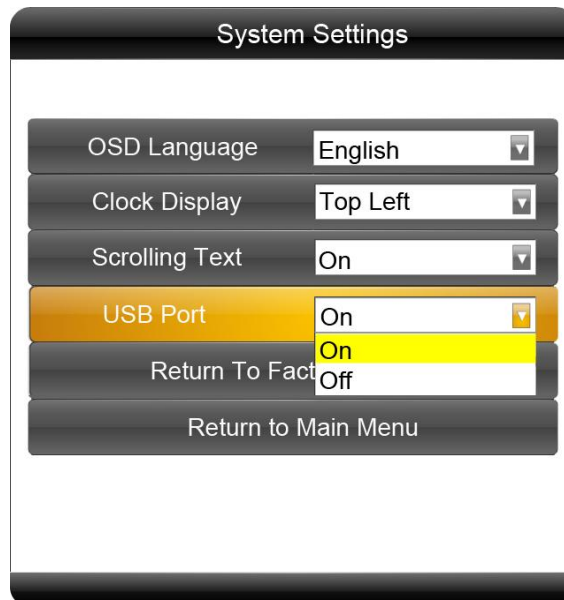 System Settings
OSD Language English
Clock Display Top Left
Scrolling Text On
USB Port On
On
Return To Fact
Off
Return to Main Menu